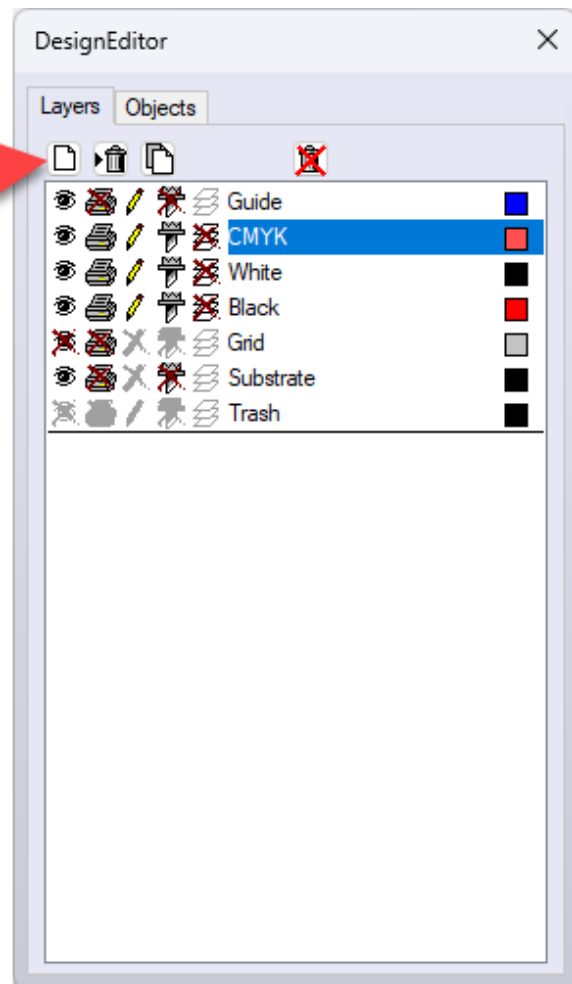 DesignEditor
Layers Objects
Guide
CMYK
White
Black
Grid
Substrate
Trash